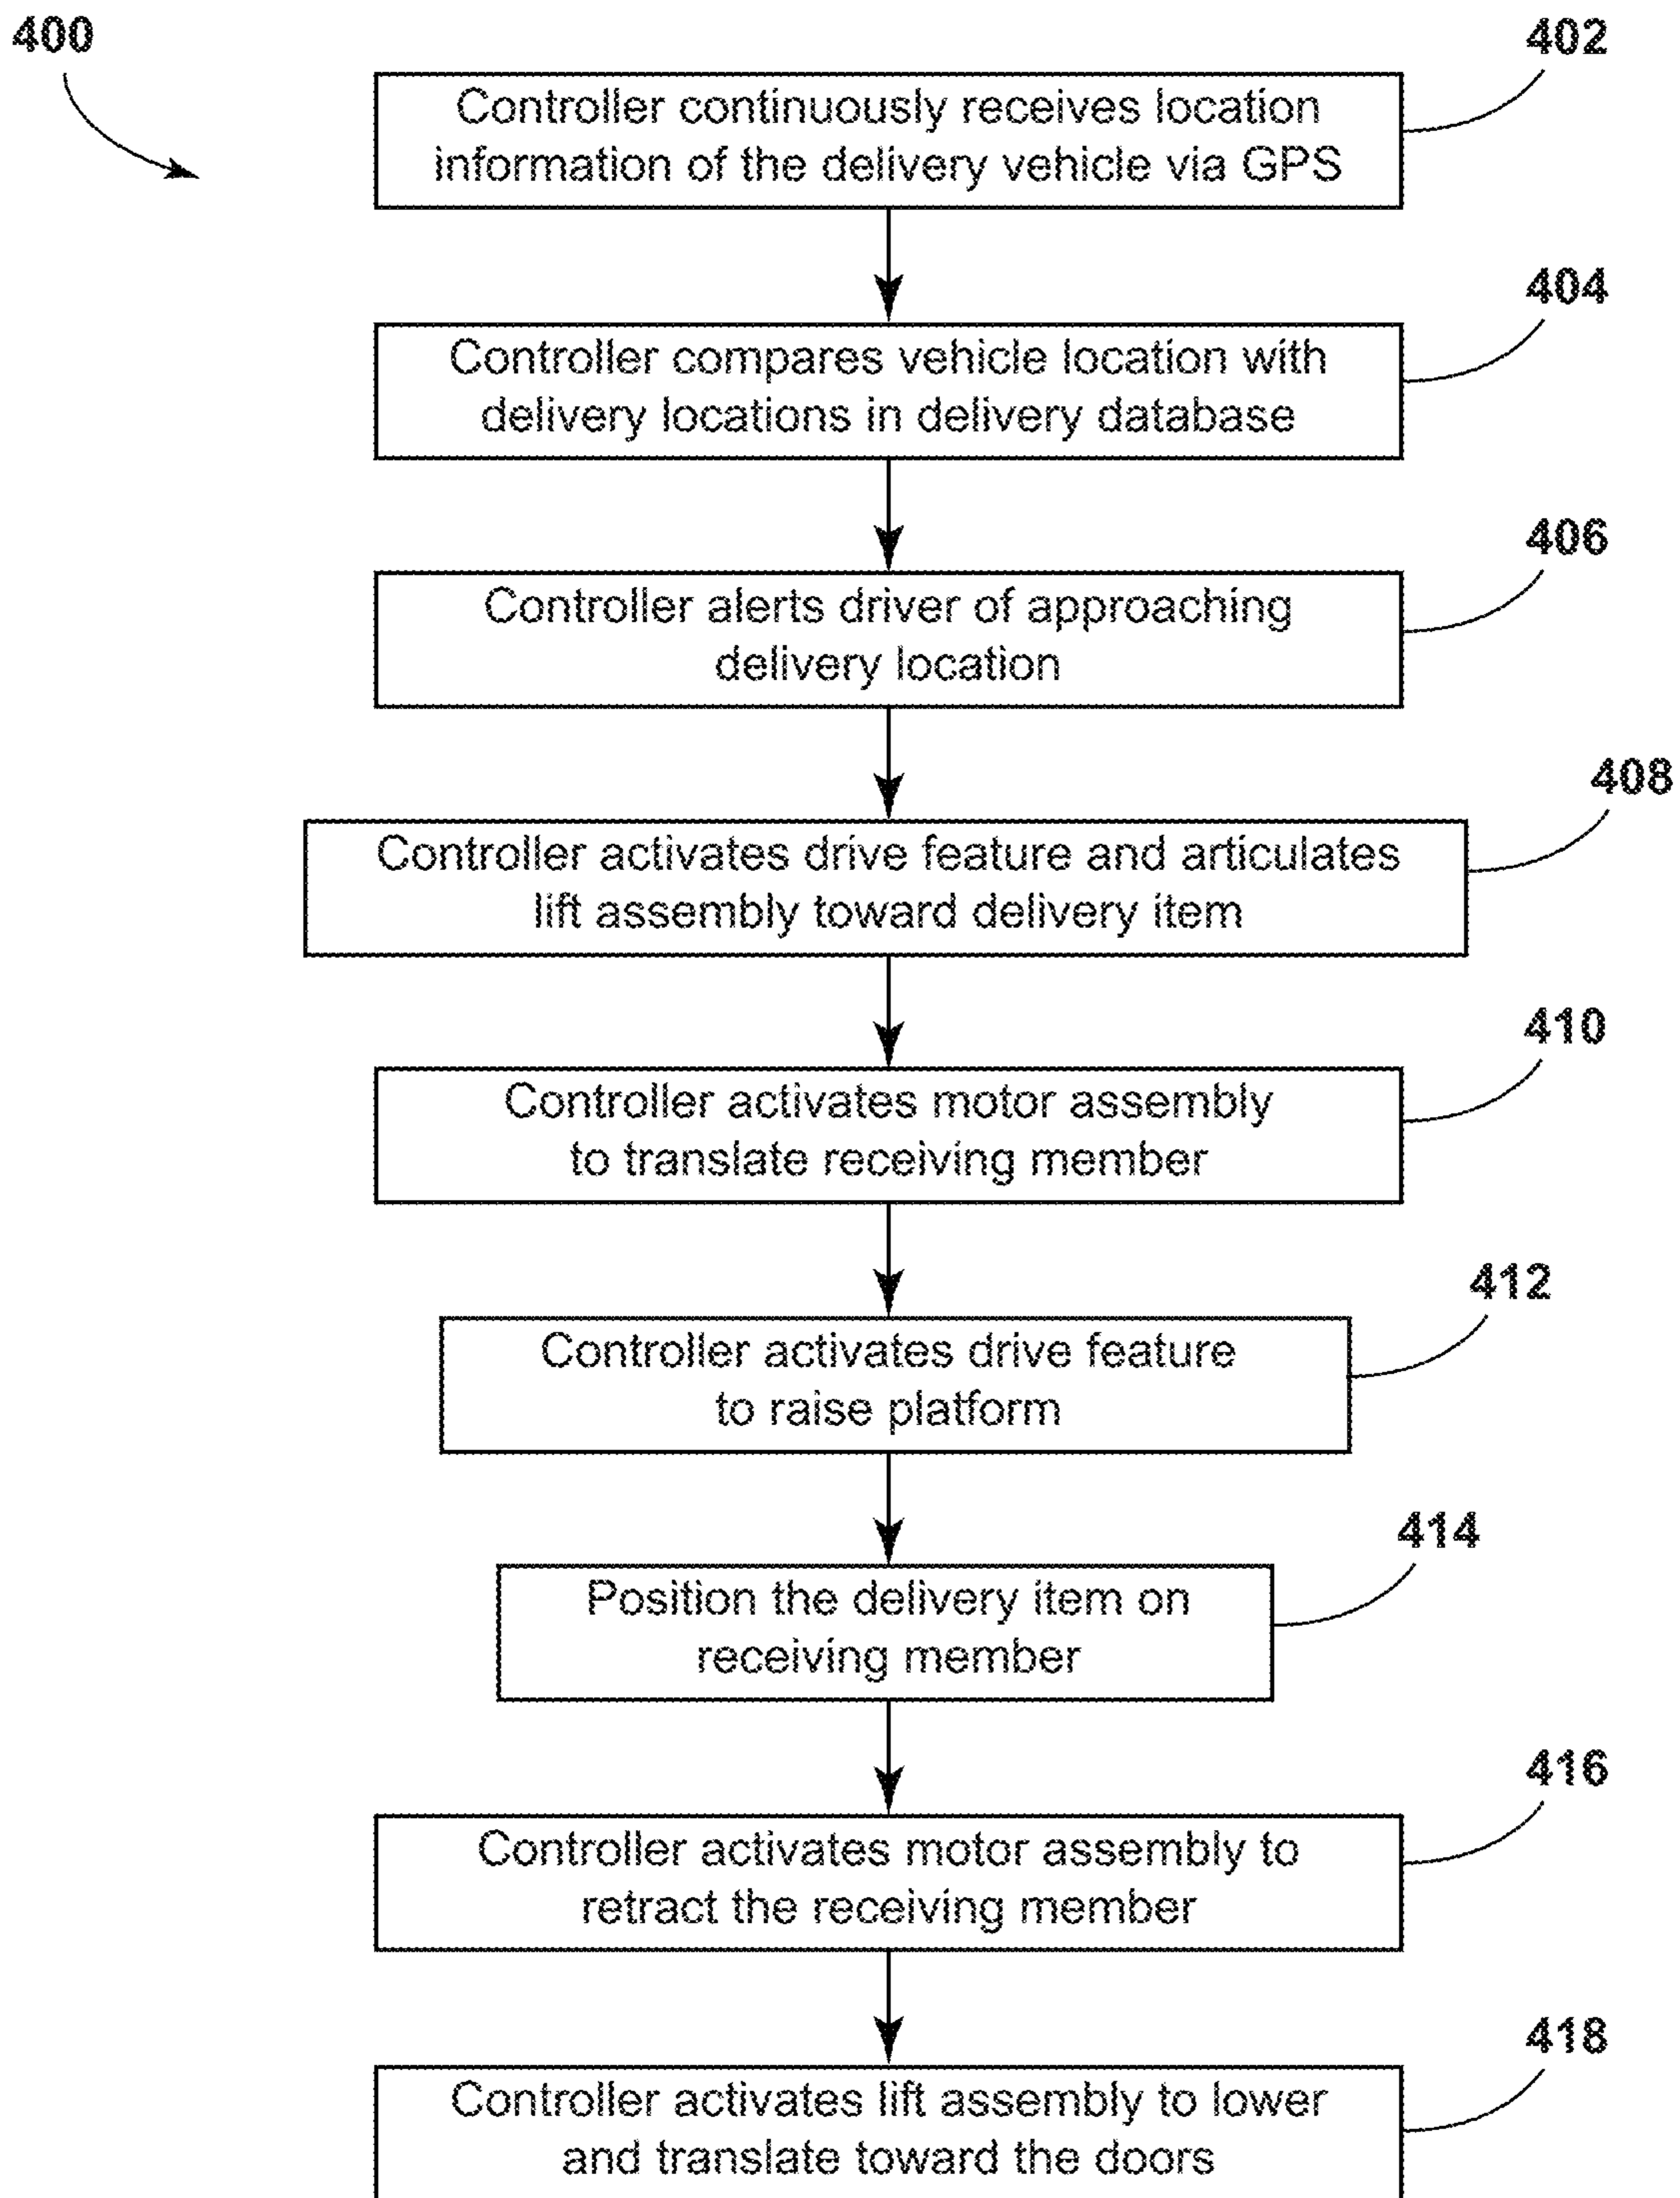 400
402
Controller continuously receives location
information of the delivery vehicle via GPS
404
Controller compares vehicle location with
delivery locations in delivery database
406
Controller alerts driver of approaching
delivery location
408
Controller activates drive feature and articulates
lift assembly toward delivery item
410
Controller activates motor assembly
to translate receiving member
412
Controller activates drive feature
to raise platform
414
Position the delivery item on
receiving member
416
Controller activates motor assembly to
retract the receiving member
418
Controller activates lift assembly to lower
and translate toward the doors